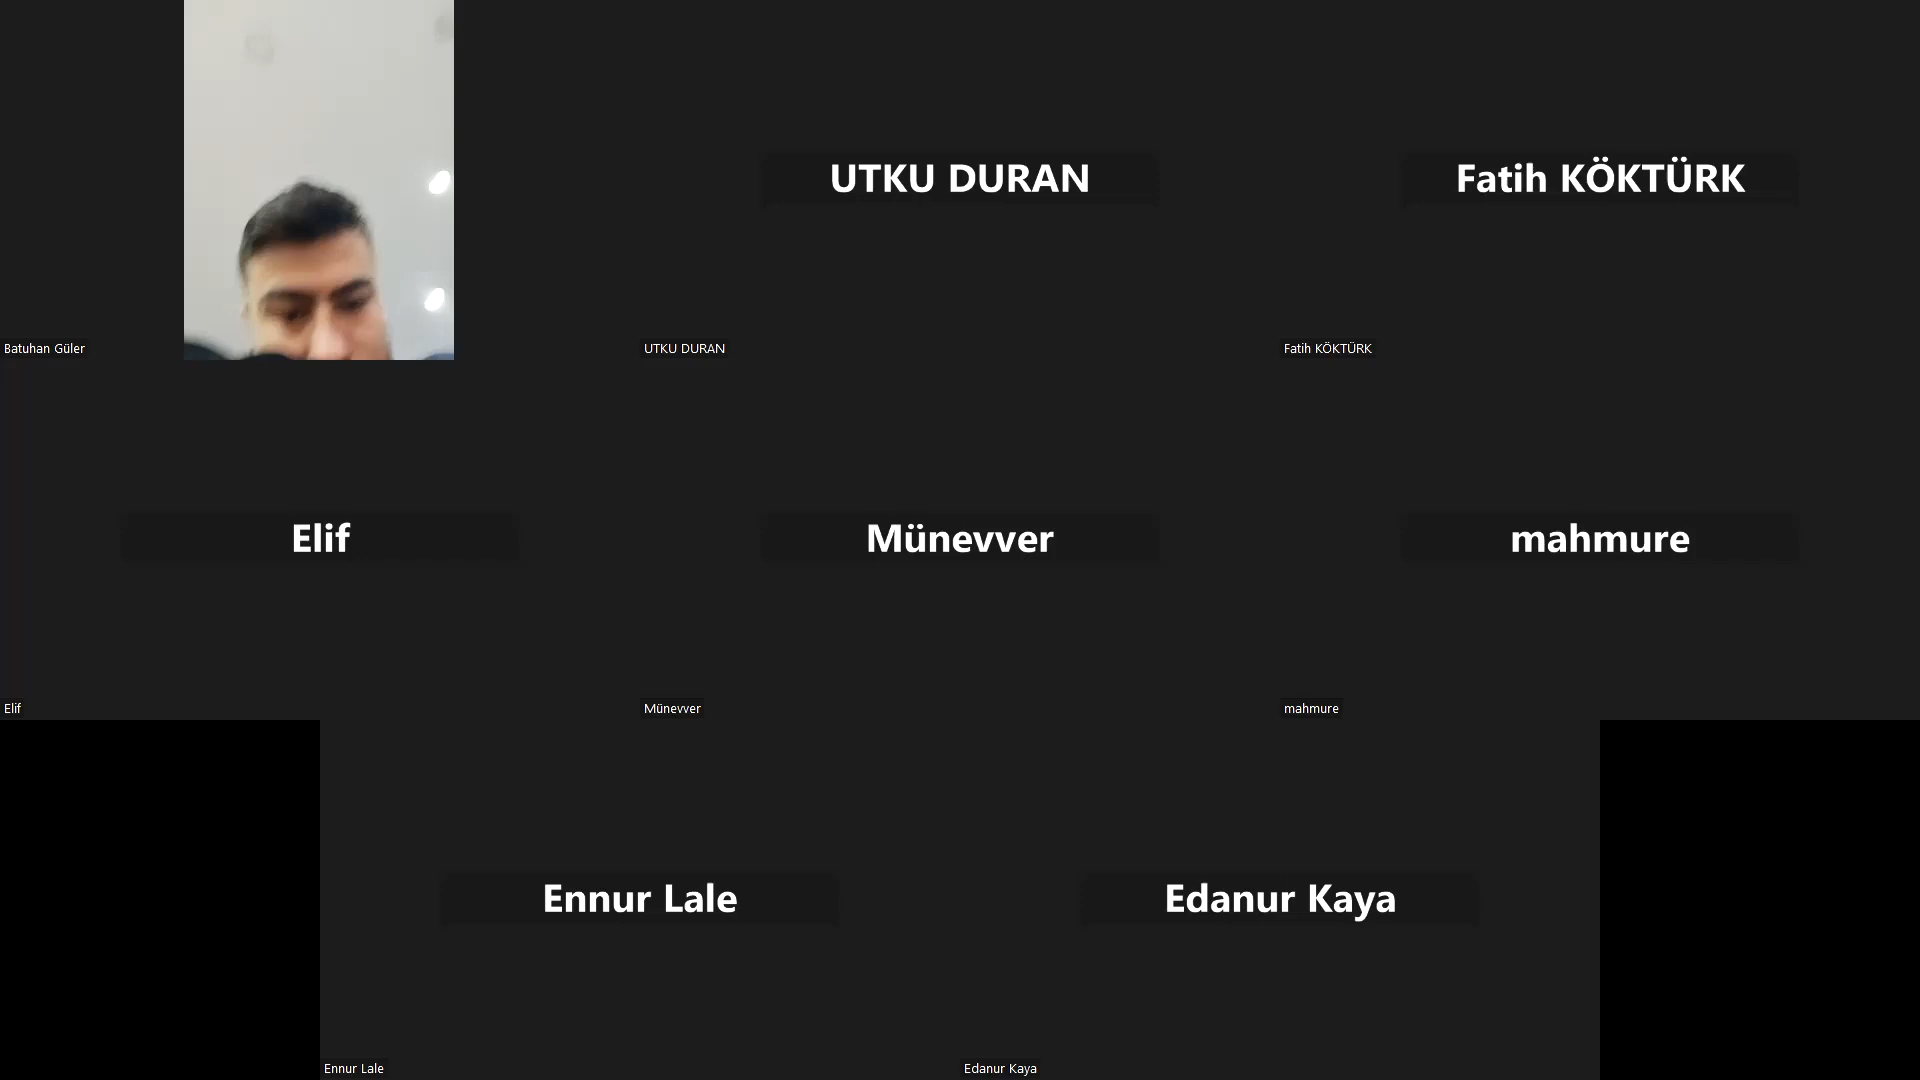 UTKU DURAN
Fatih KÖKTÜRK
Batuhan Güler
UTKU DURAN
Fatih KÖKTÜRK
Elif
Münevver
mahmure
Elif
Münevver
mahmure
Ennur Lale
Edanur Kaya
Ennur Lale
Edanur Kaya